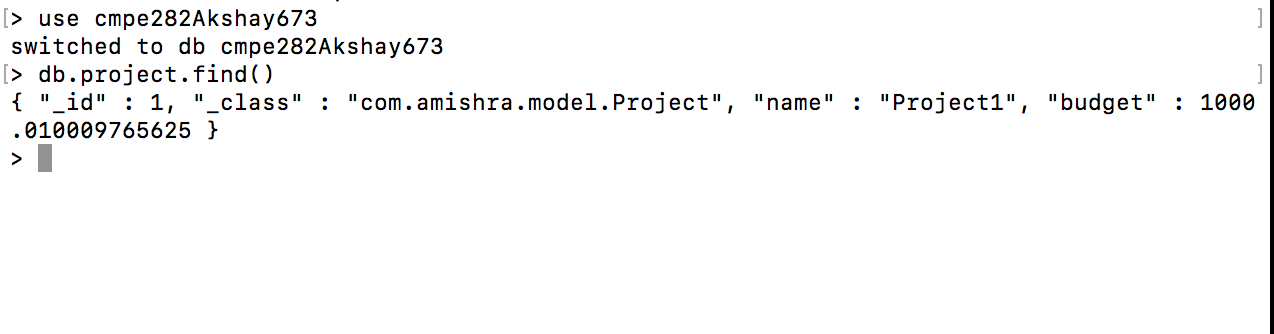 [> use cmpe282Akshay673 ]
switched to db cmpe282Akshay673
[> db.project.find() ]
{ "_id" : 1, "_class" : "com.amishra.model.Project", "name" : "Project1", "budget" : 1000
.010009765625 }
>